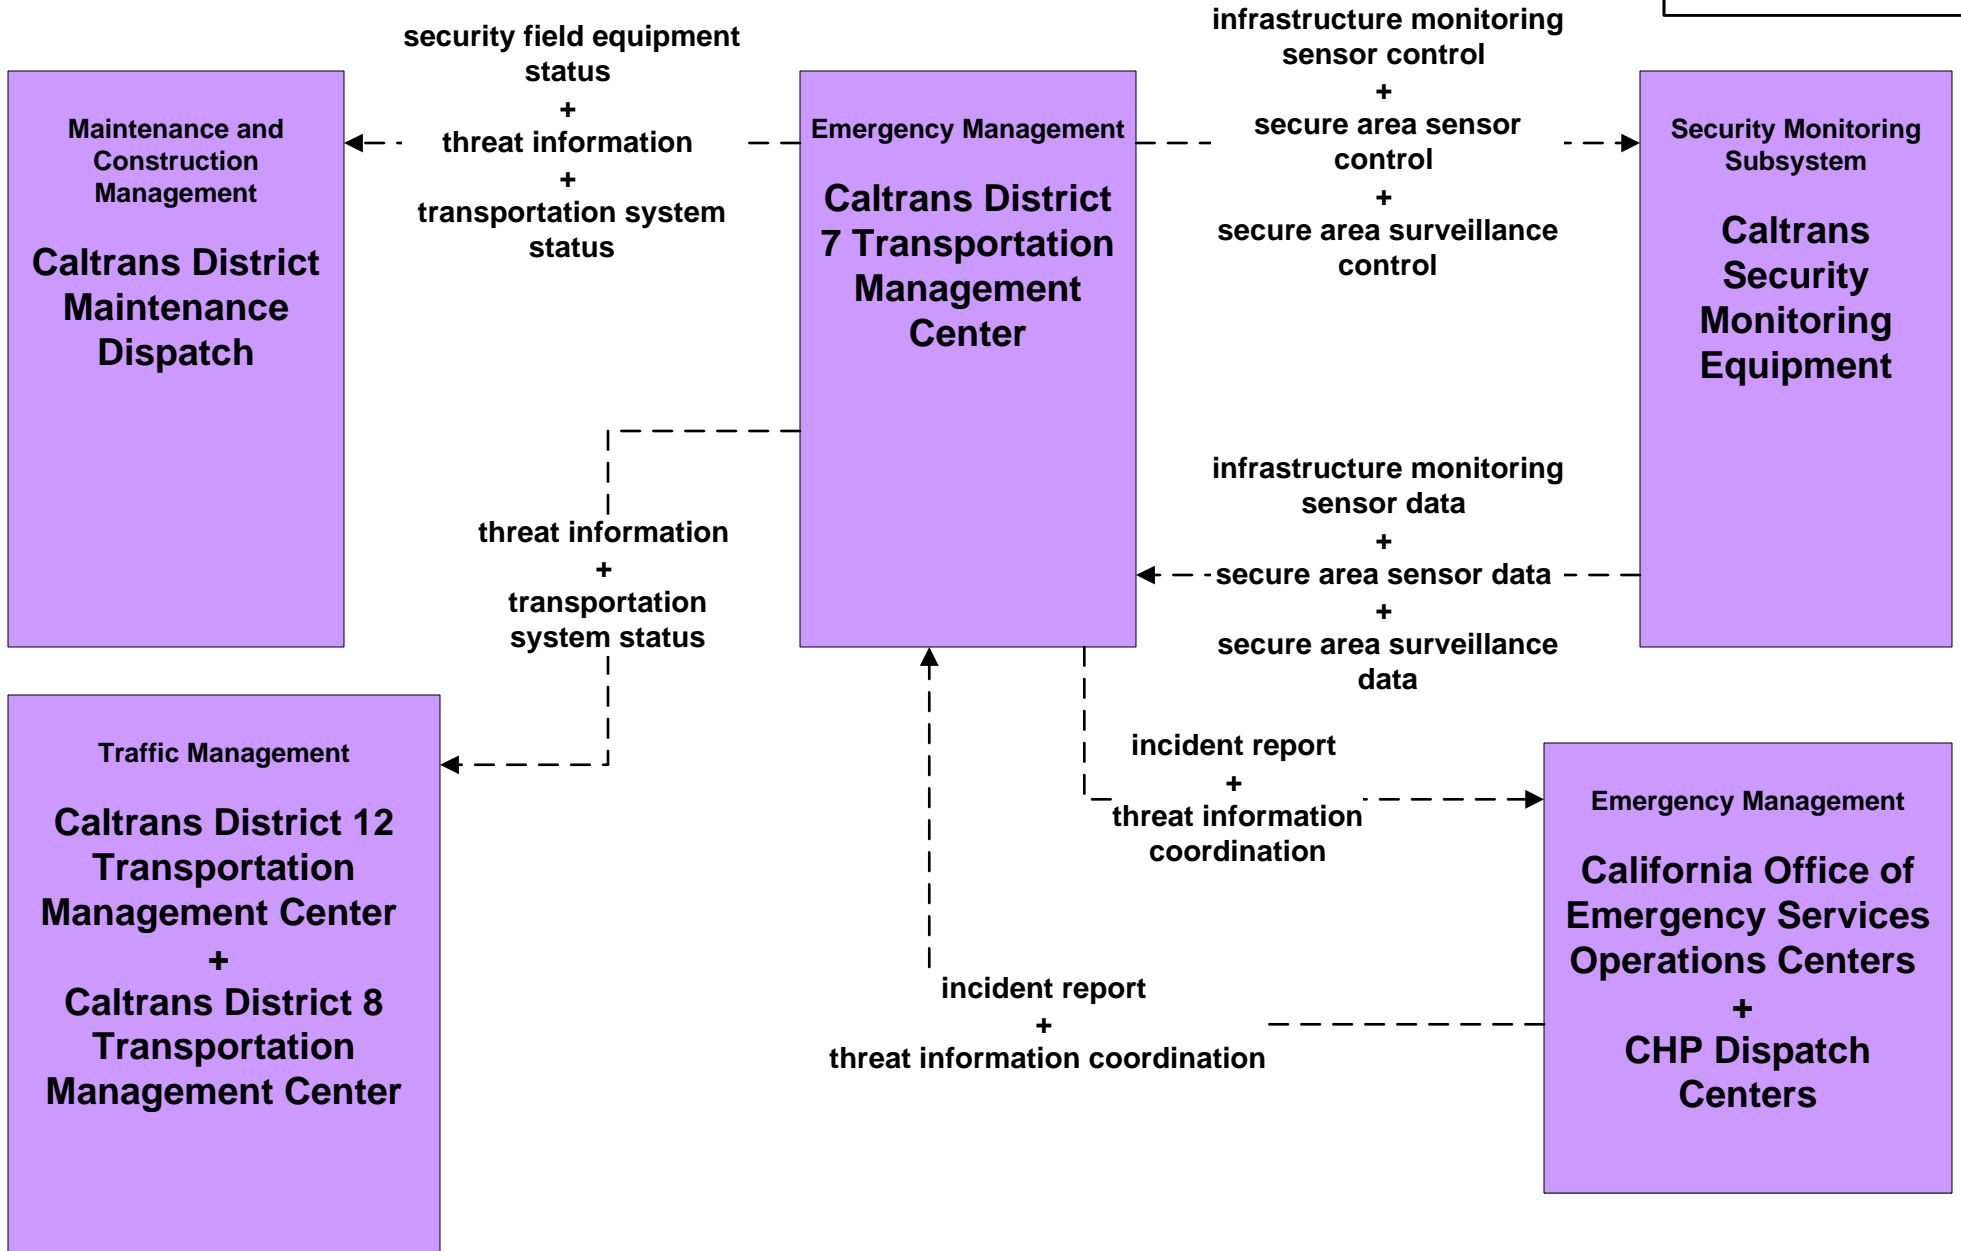 security field equipment
status
+
threat information
+
transportation system
status
infrastructure monitoring
sensor control
+
secure area sensor
control
+
secure area surveillance
control
Maintenance and
Construction
Management
Caltrans District
Maintenance
Dispatch
Emergency Management
Caltrans District
7 Transportation
Management
Center
Security Monitoring
Subsystem
Caltrans
Security
Monitoring
Equipment
threat information
+
transportation
system status
infrastructure monitoring
sensor data
+
secure area sensor data
+
secure area surveillance
data
Traffic Management
Caltrans District 12
Transportation
Management Center
+
Caltrans District 8
Transportation
Management Center
incident report
+
threat information
coordination
incident report
+
threat information coordination
Emergency Management
California Office of
Emergency Services
Operations Centers
+
CHP Dispatch
Centers